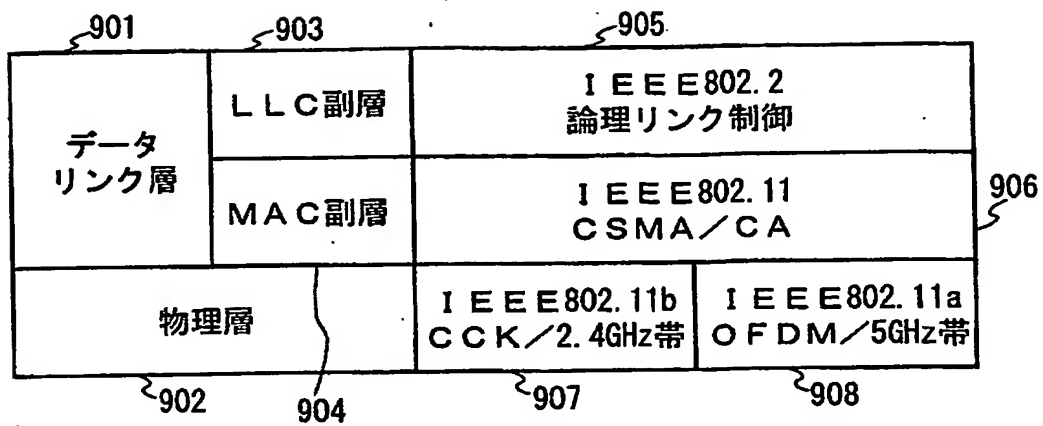 901
903
905
データ
リンク層
LLC副層
IEEE802.2
論理リンク制御
MAC副層
IEEE802.11
CSMA/CA
906
物理層
IEEE802.11b
CCK/2.4GHz帯
IEEE802.11a
OFDM/5GHz帯
902
904
907
908